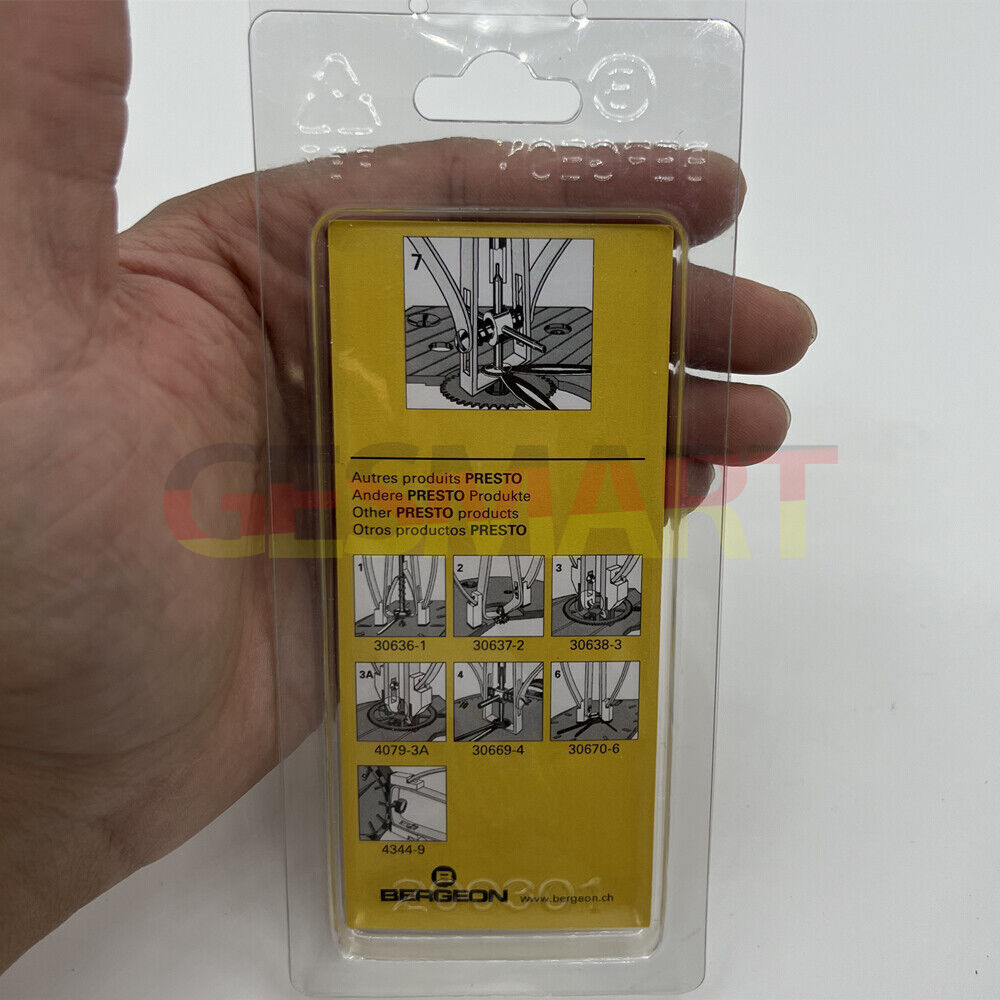 7
Autres produits PRESTO
Andere PRESTO Produkte
Other PRESTO products
Otros productos PRESTO
1 2 3
30636-1 30637-2 30638-3
3A 4 6
4079-3A 30669-4 30670-6
9
4344-9
B
BERGEON www.bergeon.ch
GESMART